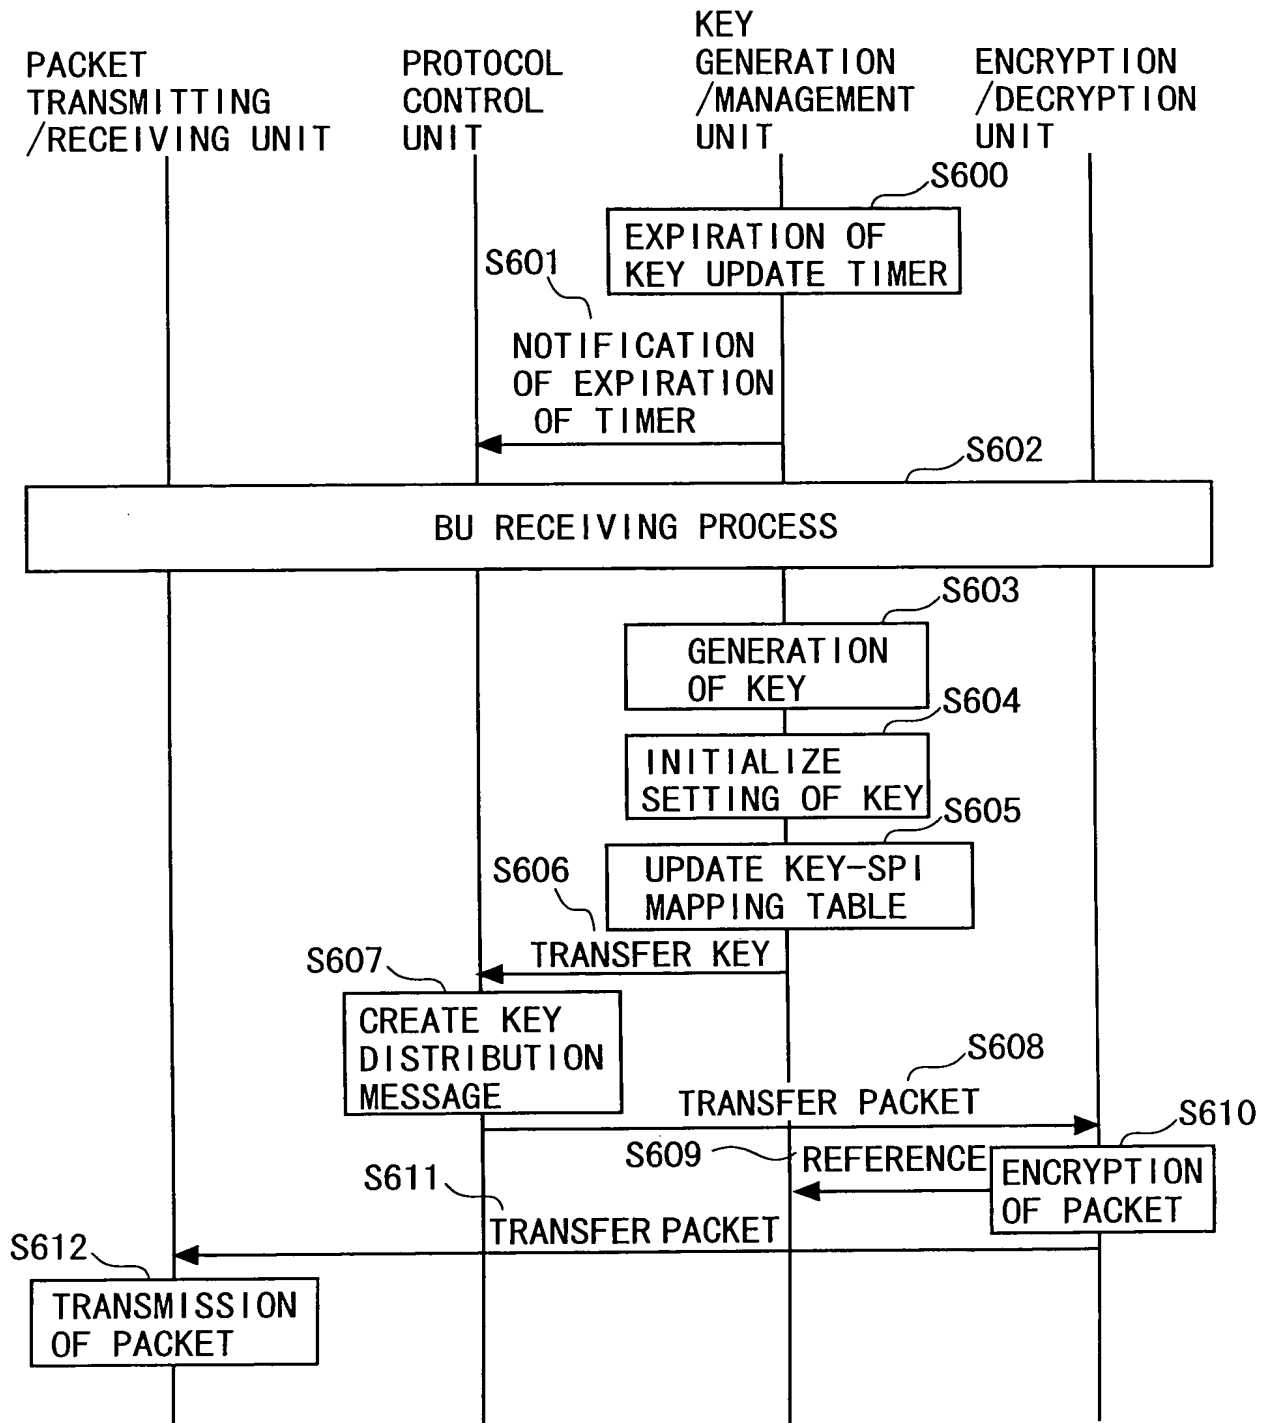 PACKET
TRANSMITTING
/RECEIVING UNIT
PROTOCOL
CONTROL
UNIT
KEY
GENERATION
/MANAGEMENT
UNIT
ENCRYPTION
/DECRYPTION
UNIT
S600
EXPIRATION OF
KEY UPDATE TIMER
S601
NOTIFICATION
OF EXPIRATION
OF TIMER
S602
BU RECEIVING PROCESS
S603
GENERATION
OF KEY
S604
INITIALIZE
SETTING OF KEY
S605
UPDATE KEY-SPI
MAPPING TABLE
S606
TRANSFER KEY
S607
CREATE KEY
DISTRIBUTION
MESSAGE
S608
TRANSFER PACKET
S610
S609
REFERENCE
ENCRYPTION
OF PACKET
S611
TRANSFER PACKET
S612
TRANSMISSION
OF PACKET